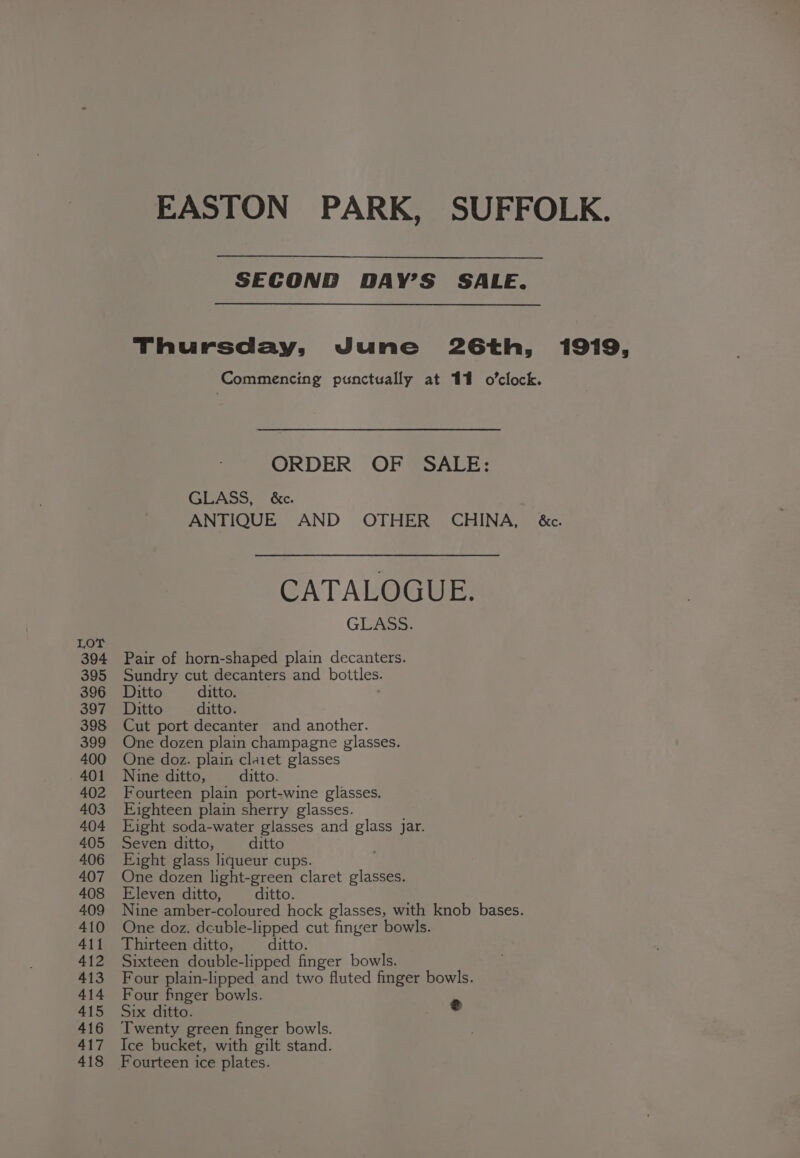 EASTON PARK, SUFFOLK.
SECOND DAY'S SALE.
Thursday, June 26th, 1919,
Commencing punctually at 11 o'clock.
ORDER OF SALE:
GLASS, &c.
ANTIQUE AND OTHER CHINA, &c.
CATALOGUE.
GLASS.
LOT
394 Pair of horn-shaped plain decanters.
395 Sundry cut decanters and bottles.
396 Ditto ditto.
397 Ditto ditto.
398 Cut port decanter and another.
399 One dozen plain champagne glasses.
400 One doz. plain claret glasses
401 Nine ditto, ditto.
402 Fourteen plain port-wine glasses.
403 Eighteen plain sherry glasses.
404 Eight soda-water glasses and glass jar.
405 Seven ditto, ditto
406 Eight glass liqueur cups.
407 One dozen light-green claret glasses.
408 Eleven ditto, ditto.
409 Nine amber-coloured hock glasses, with knob bases.
410 One doz. double-lipped cut finger bowls.
411 Thirteen ditto, ditto.
412 Sixteen double-lipped finger bowls.
413 Four plain-lipped and two fluted finger bowls.
414 Four finger bowls.
415 Six ditto.
416 Twenty green finger bowls.
417 Ice bucket, with gilt stand.
418 Fourteen ice plates.